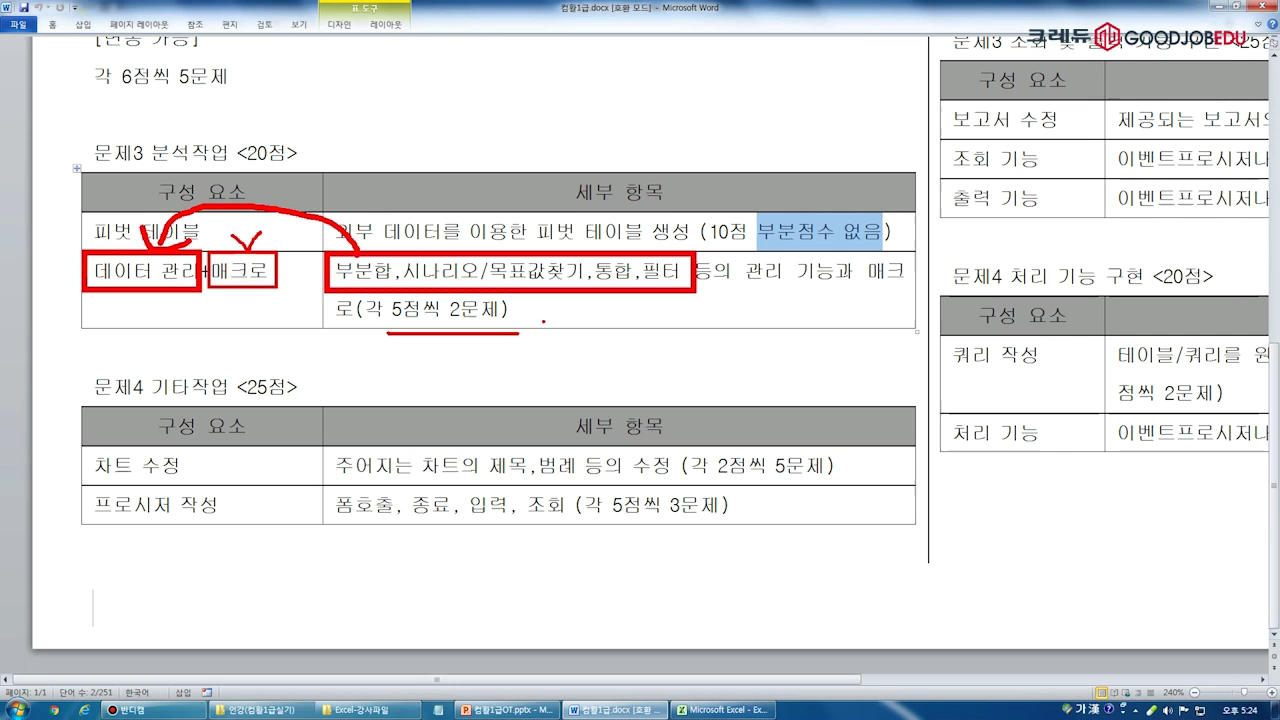 컴활1급.docx [호환 모드] - Microsoft Word
표 도구
파일 홈 삽입 페이지 레이아웃 참조 편지 검토 보기 디자인 레이아웃
크레듀 GOODJOBEDU
[변동 가능]
각 6점씩 5문제
문제3 분석작업 <20점>
구성 요소 세부 항목
피벗 테이블 외부 데이터를 이용한 피벗 테이블 생성 (10점 부분점수 없음)
데이터 관리+매크로 부분합,시나리오/목표값찾기,통합,필터 등의 관리 기능과 매크
로(각 5점씩 2문제)
문제4 기타작업 <25점>
구성 요소 세부 항목
차트 수정 주어지는 차트의 제목,범례 등의 수정 (각 2점씩 5문제)
프로시저 작성 폼호출, 종료, 입력, 조회 (각 5점씩 3문제)
문제3 조회 및
구성 요소
보고서 수정 제공되는 보고서의
조회 기능 이벤트프로시저나
출력 기능 이벤트프로시저나
문제4 처리 기능 구현 <20점>
구성 요소
쿼리 작성 테이블/쿼리를 원
점씩 2문제)
처리 기능 이벤트프로시저나
페이지: 1/1 단어 수: 2/251 한국어 삽입 240%
반디캠 인강(컴활1급실기) Excel-강사파일 컴활1급OT.pptx - M... 컴활1급.docx [호환 ... Microsoft Excel - Ex... 가 漢 오후 5:24